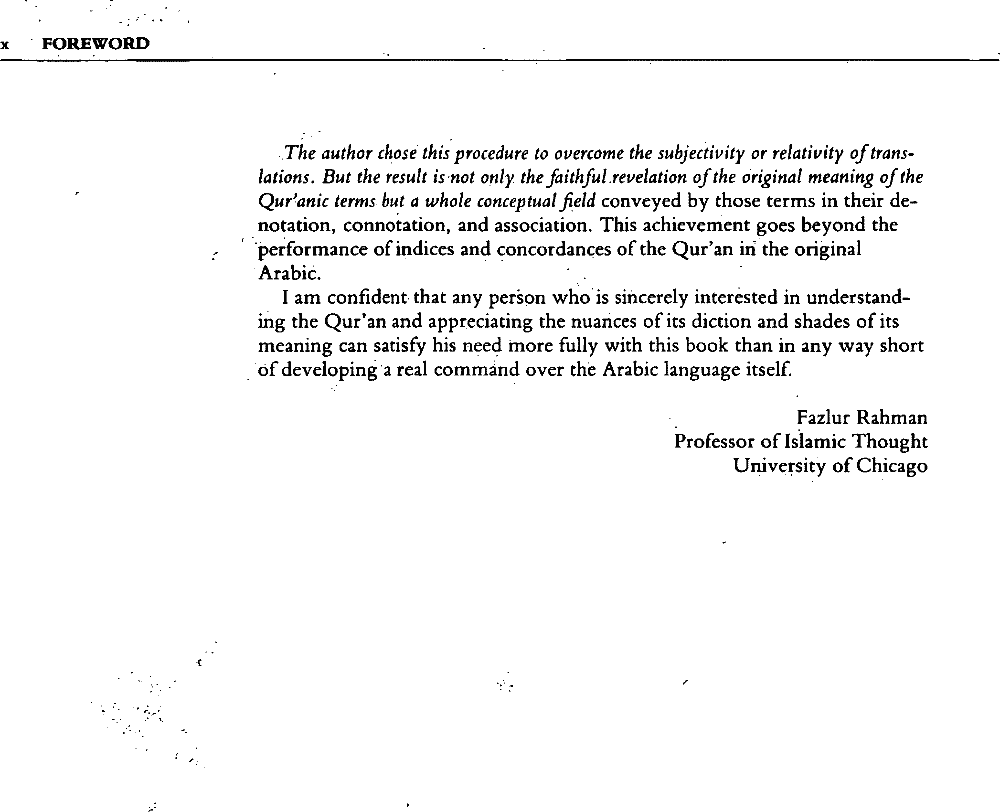 x FOREWORD
The author chose this procedure to overcome the subjectivity or relativity of trans-
lations. But the result is not only the faithful revelation of the original meaning of the
Qur'anic terms but a whole conceptual field conveyed by those terms in their de-
notation, connotation, and association. This achievement goes beyond the
performance of indices and concordances of the Qur'an in the original
Arabic.
I am confident that any person who is sincerely interested in understand-
ing the Qur'an and appreciating the nuances of its diction and shades of its
meaning can satisfy his need more fully with this book than in any way short
of developing a real command over the Arabic language itself.
Fazlur Rahman
Professor of Islamic Thought
University of Chicago